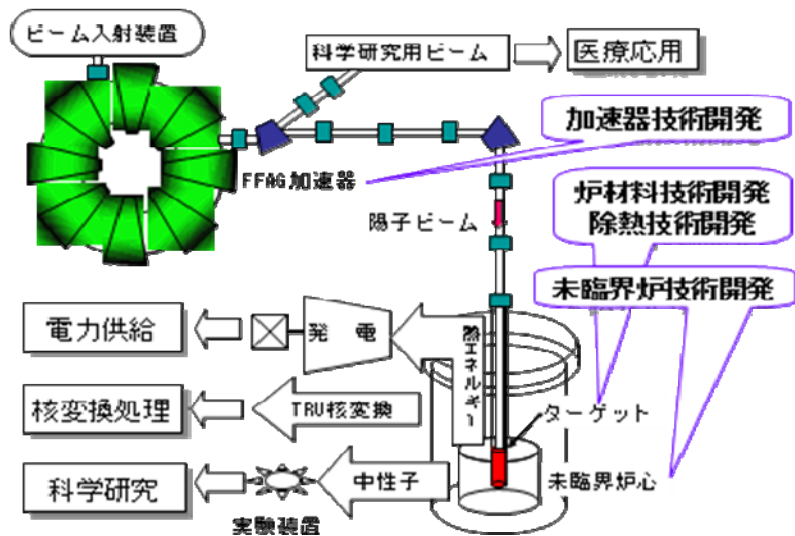 ビーム入射装置
科学研究用ビーム
医療応用
加速器技術開発
FFAG加速器
炉材料技術開発
除熱技術開発
陽子ビーム
未臨界炉技術開発
電力供給
発 電
熱エネルギー
核変換処理
TRU核変換
ターゲット
科学研究
中性子
未臨界炉心
実験装置